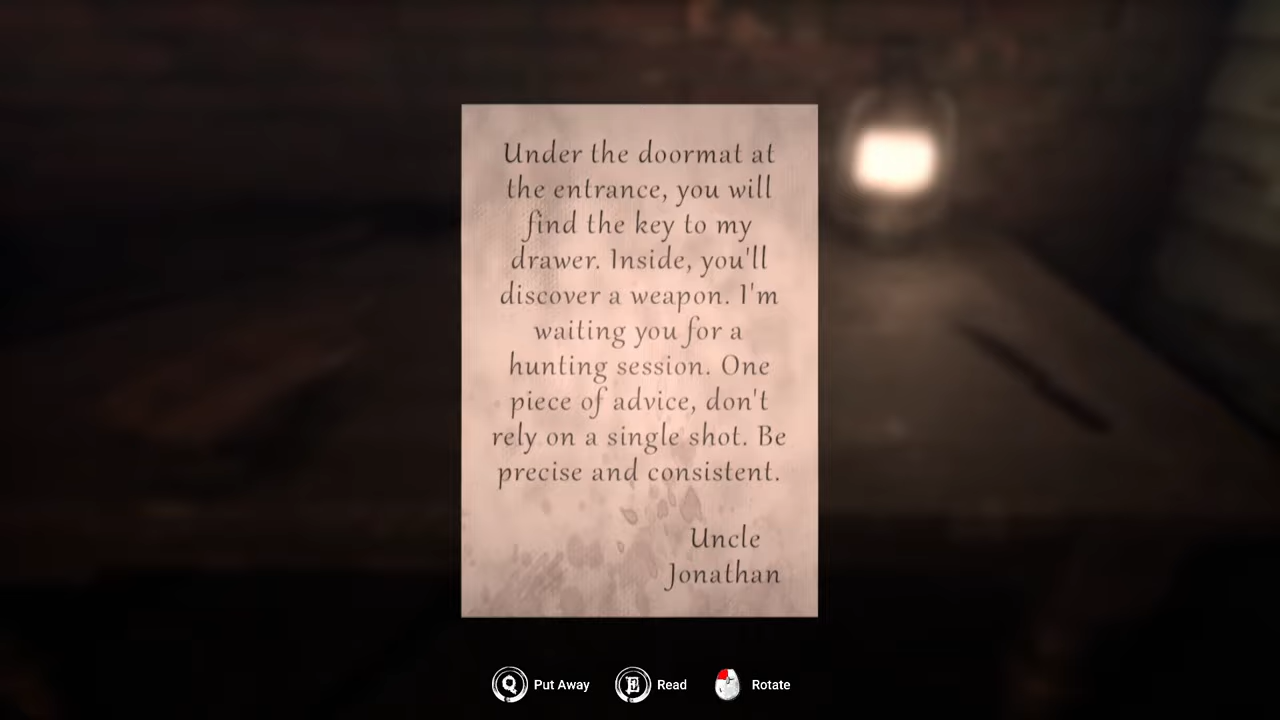 Under the doormat at
the entrance, you will
find the key to my
drawer. Inside, you'll
discover a weapon. I'm
waiting you for a
hunting session. One
piece of advice, don't
rely on a single shot. Be
precise and consistent.
Uncle
Jonathan
Q Put Away E Read Rotate